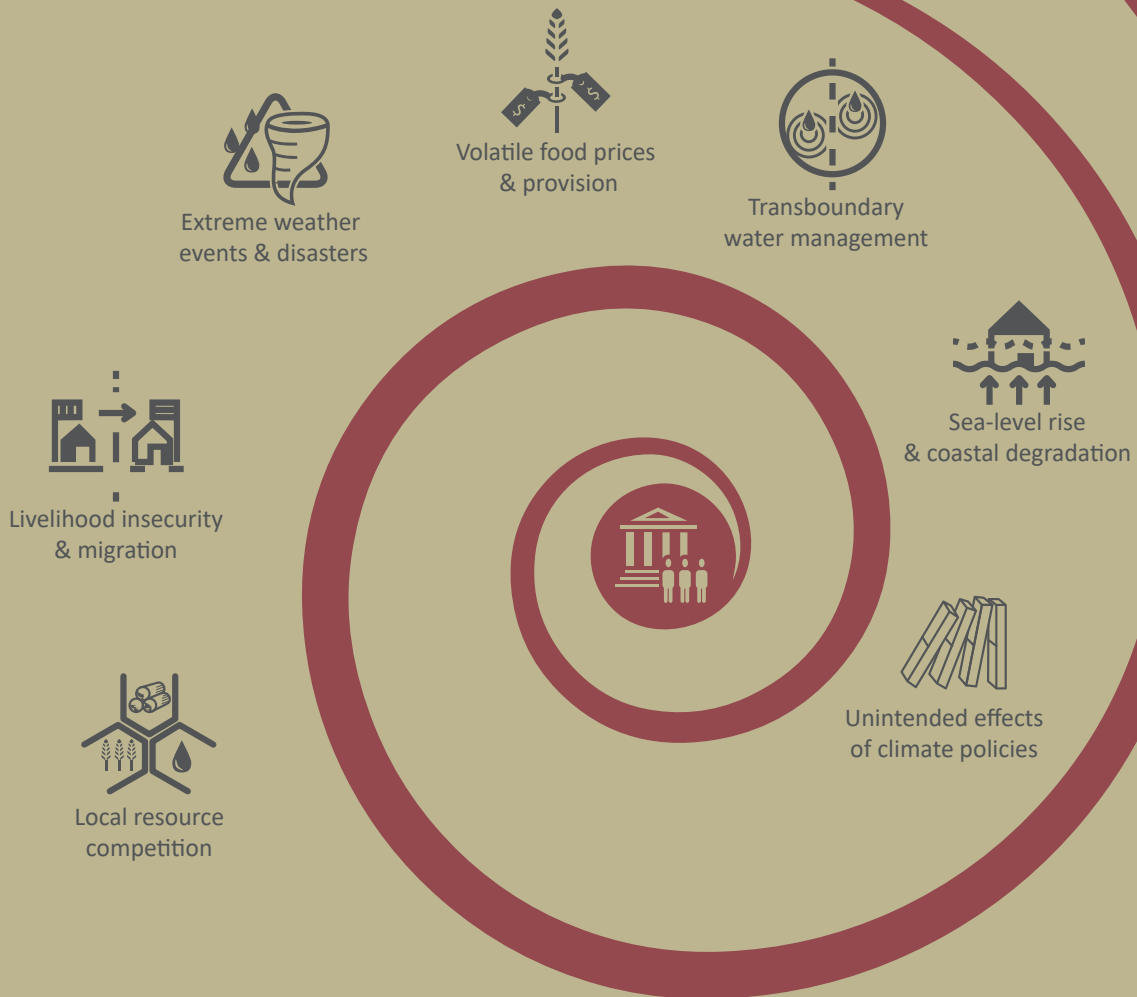 Volatile food prices
& provision
Extreme weather
events & disasters
Transboundary
water management
Sea-level rise
& coastal degradation
Livelihood insecurity
& migration
Unintended effects
of climate policies
Local resource
competition
$
$